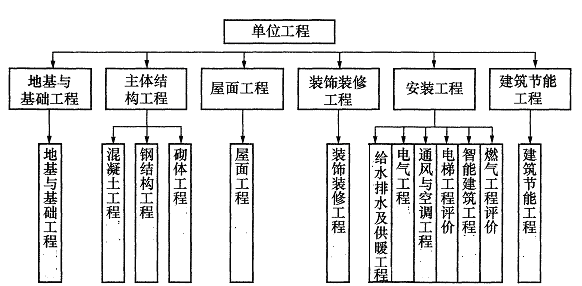 单位工程
地基与
基础工程
主体结
构工程
屋面工程
装饰装修
工程
安装工程
建筑节能
工程
地基与基础工程
混凝土工程
钢结构工程
砌体工程
屋面工程
装饰装修工程
给水排水及供暖工程
电气工程
通风与空调工程
电梯工程评价
智能建筑工程
燃气工程评价
建筑节能工程